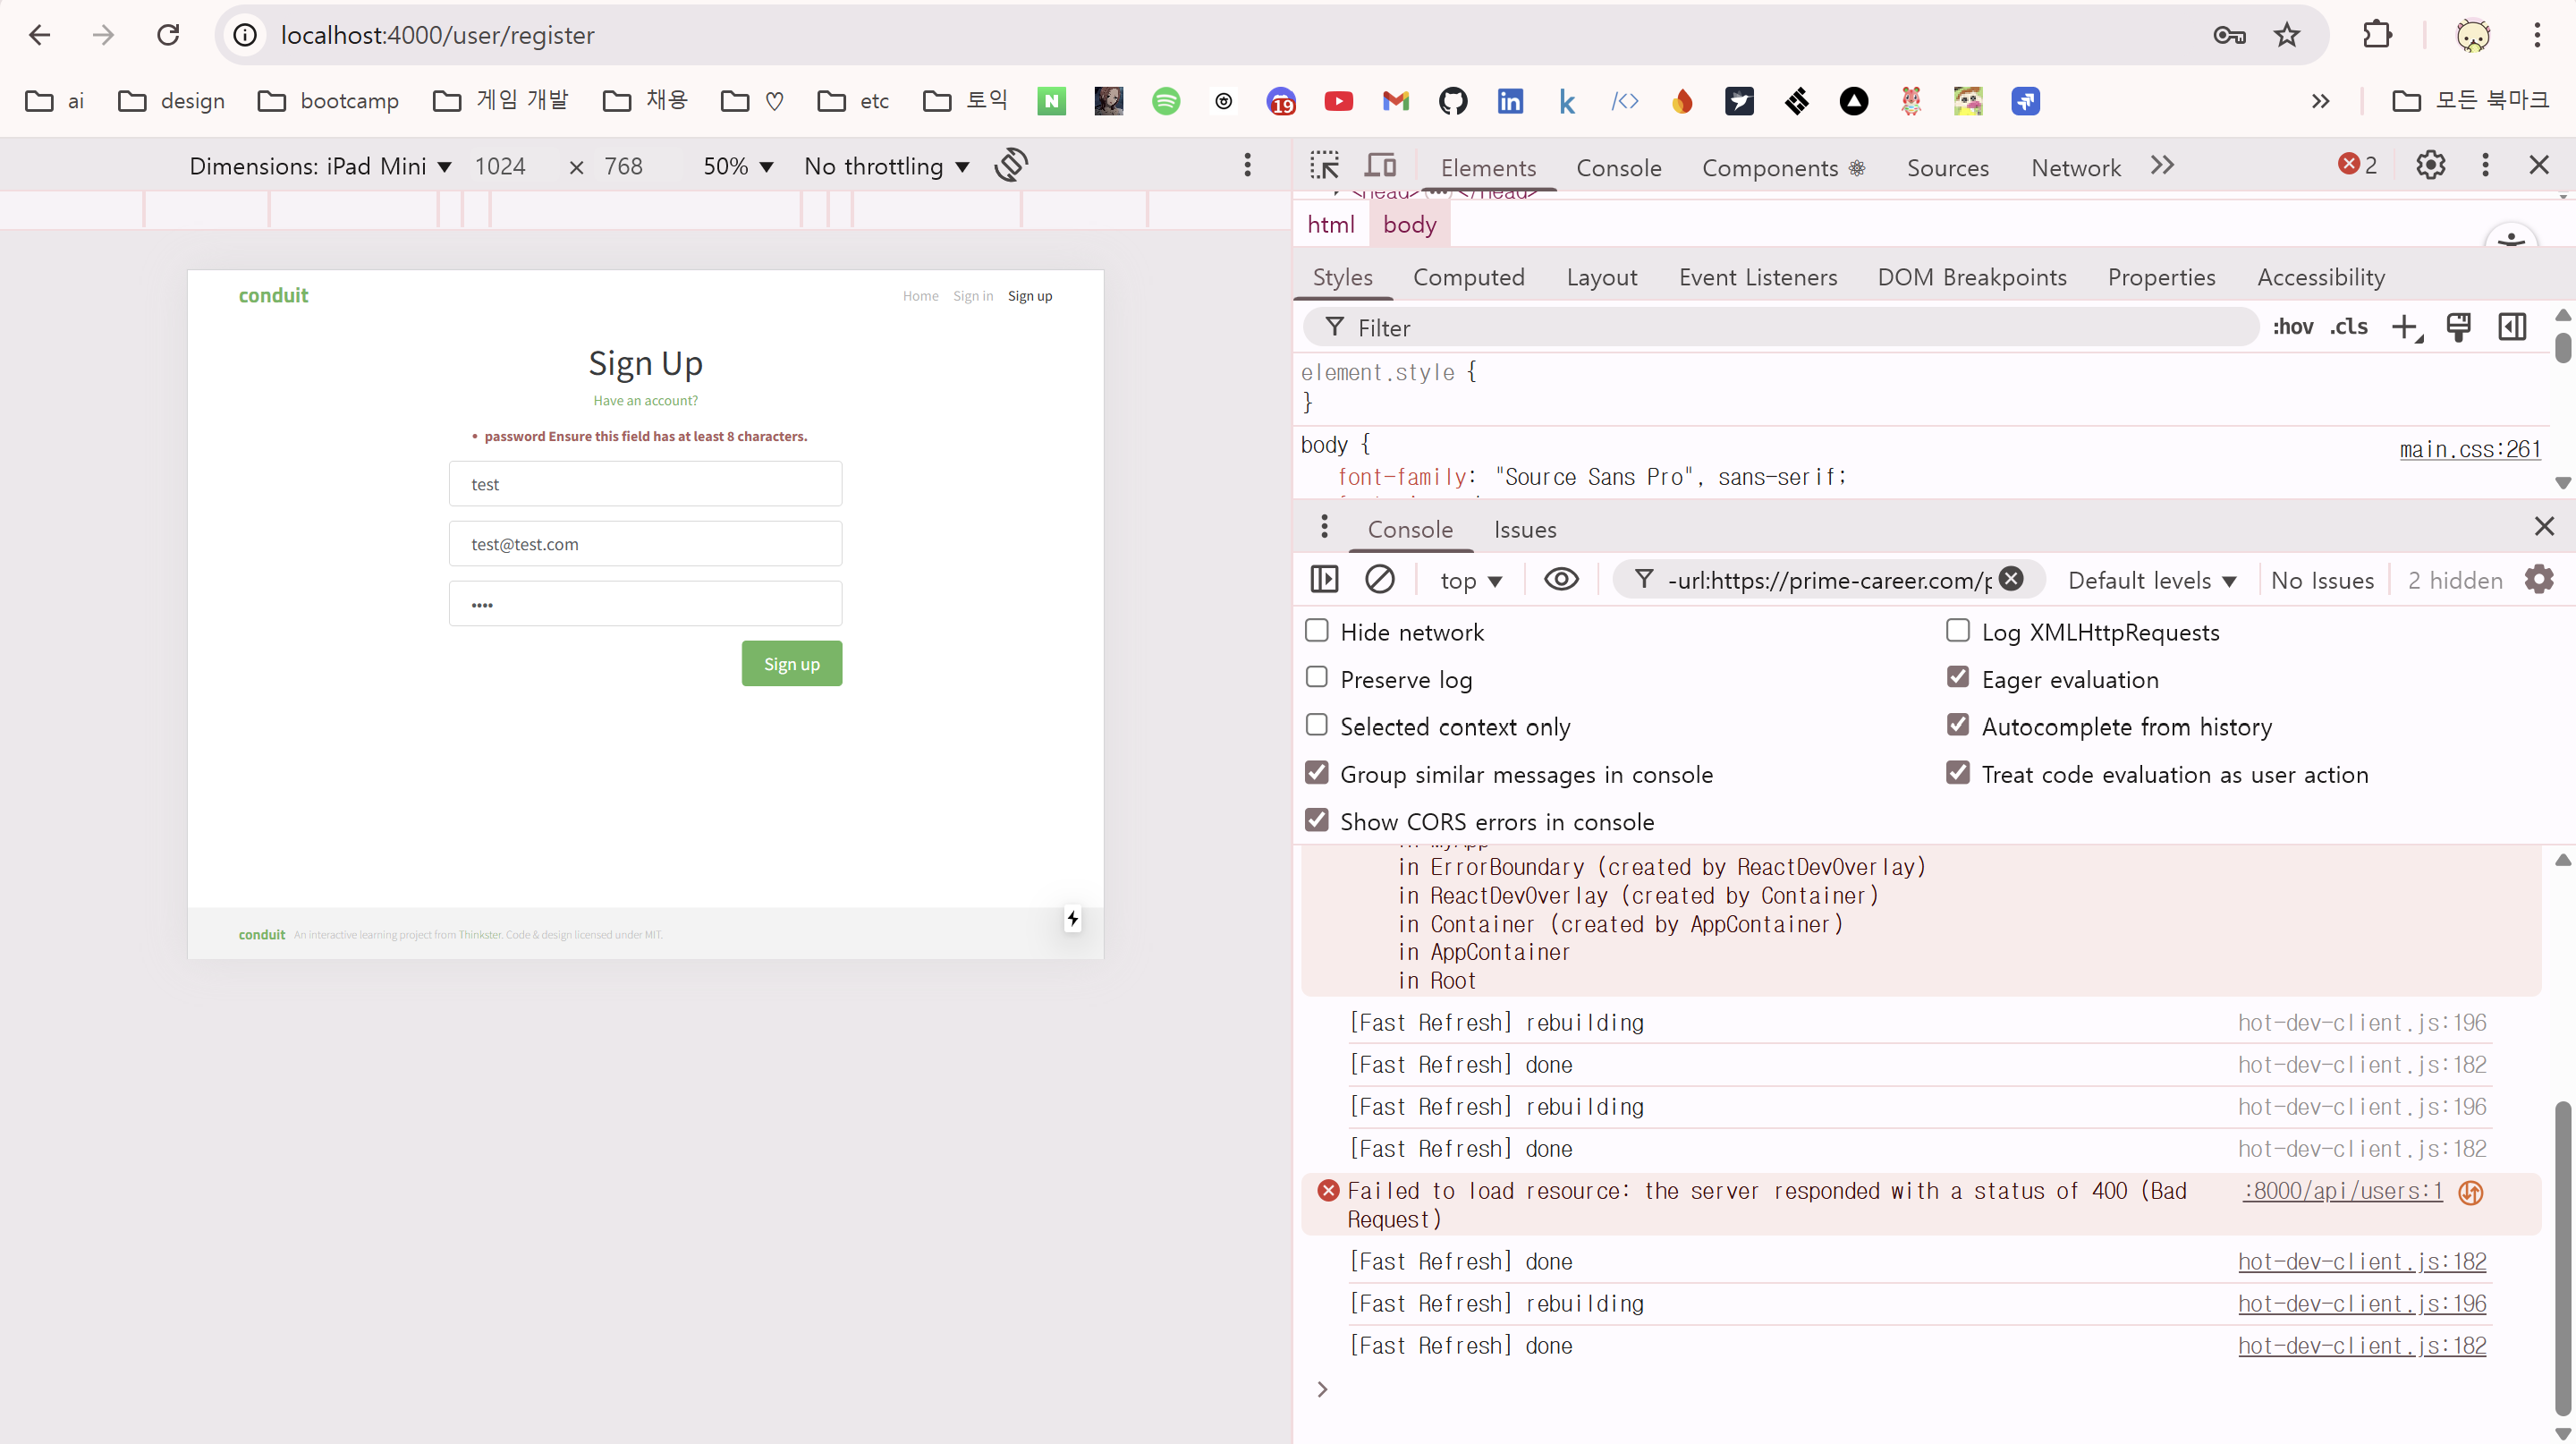 localhost:4000/user/register
ai design bootcamp 게임 개발 채용 ♡ etc 토익 N 19 in k </> 모든 북마크
Dimensions: iPad Mini 1024 × 768 50% No throttling
Elements Console Components Sources Network 2
<head> ... </head>
html body
Styles Computed Layout Event Listeners DOM Breakpoints Properties Accessibility
Filter :hov .cls
element.style {
}
body { main.css:261
font-family: "Source Sans Pro", sans-serif;
conduit Home Sign in Sign up
Sign Up
Have an account?
• password Ensure this field has at least 8 characters.
test
test@test.com
••••
Sign up
conduit An interactive learning project from Thinkster. Code & design licensed under MIT.
Console Issues
top -url:https://prime-career.com/p Default levels No Issues 2 hidden
Hide network Log XMLHttpRequests
Preserve log Eager evaluation
Selected context only Autocomplete from history
Group similar messages in console Treat code evaluation as user action
Show CORS errors in console
in MyApp
in ErrorBoundary (created by ReactDevOverlay)
in ReactDevOverlay (created by Container)
in Container (created by AppContainer)
in AppContainer
in Root
[Fast Refresh] rebuilding hot-dev-client.js:196
[Fast Refresh] done hot-dev-client.js:182
[Fast Refresh] rebuilding hot-dev-client.js:196
[Fast Refresh] done hot-dev-client.js:182
Failed to load resource: the server responded with a status of 400 (Bad :8000/api/users:1
Request)
[Fast Refresh] done hot-dev-client.js:182
[Fast Refresh] rebuilding hot-dev-client.js:196
[Fast Refresh] done hot-dev-client.js:182